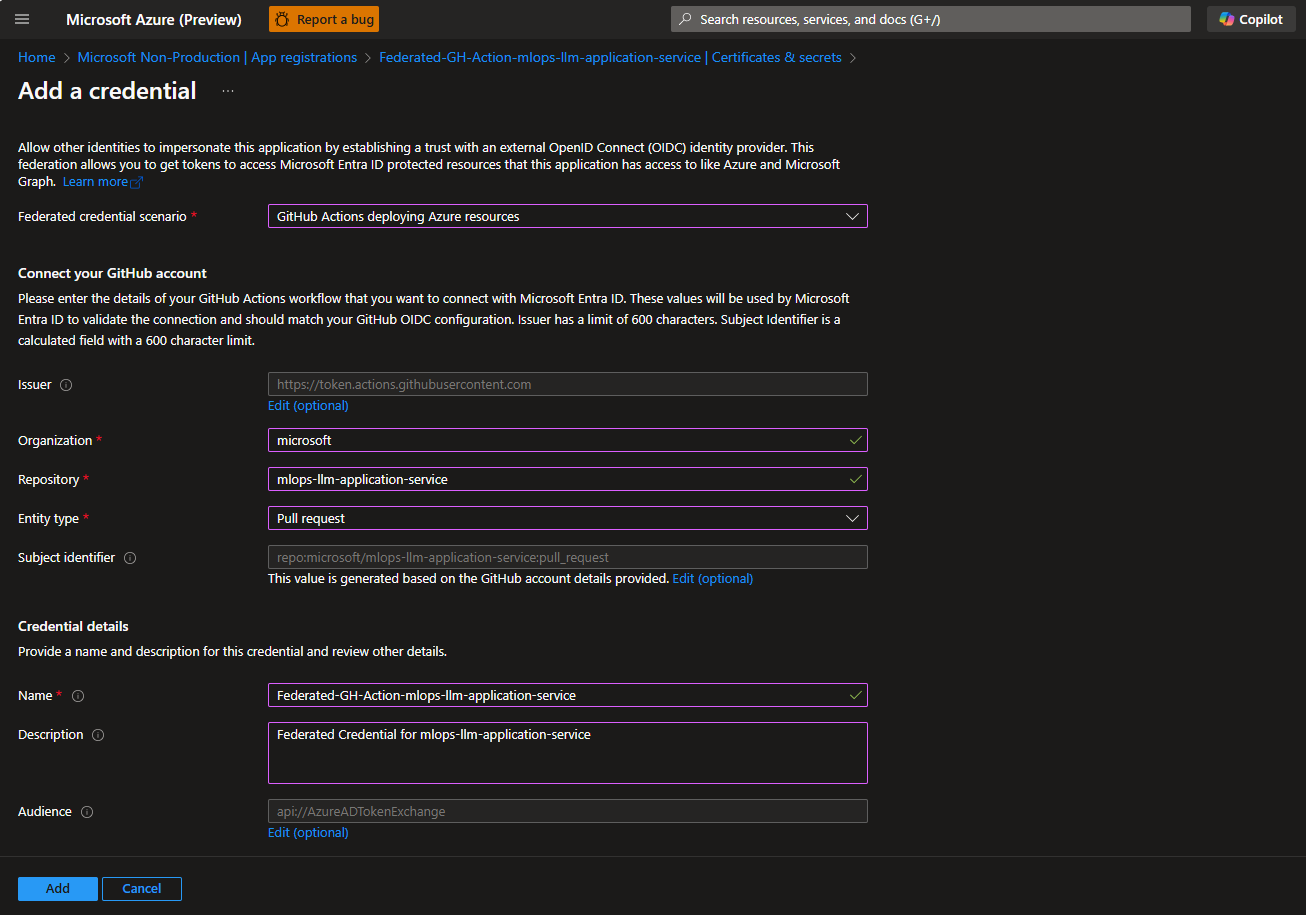 Microsoft Azure (Preview)
Report a bug
Search resources, services, and docs (G+/)
Copilot
Home > Microsoft Non-Production | App registrations > Federated-GH-Action-mlops-llm-application-service | Certificates & secrets >
Add a credential ...
Allow other identities to impersonate this application by establishing a trust with an external OpenID Connect (OIDC) identity provider. This
federation allows you to get tokens to access Microsoft Entra ID protected resources that this application has access to like Azure and Microsoft
Graph. Learn more
Federated credential scenario *
GitHub Actions deploying Azure resources
Connect your GitHub account
Please enter the details of your GitHub Actions workflow that you want to connect with Microsoft Entra ID. These values will be used by Microsoft
Entra ID to validate the connection and should match your GitHub OIDC configuration. Issuer has a limit of 600 characters. Subject Identifier is a
calculated field with a 600 character limit.
Issuer
https://token.actions.githubusercontent.com
Edit (optional)
Organization *
microsoft
Repository *
mlops-llm-application-service
Entity type *
Pull request
Subject identifier
repo:microsoft/mlops-llm-application-service:pull_request
This value is generated based on the GitHub account details provided. Edit (optional)
Credential details
Provide a name and description for this credential and review other details.
Name *
Federated-GH-Action-mlops-llm-application-service
Description
Federated Credential for mlops-llm-application-service
Audience
api://AzureADTokenExchange
Edit (optional)
Add
Cancel